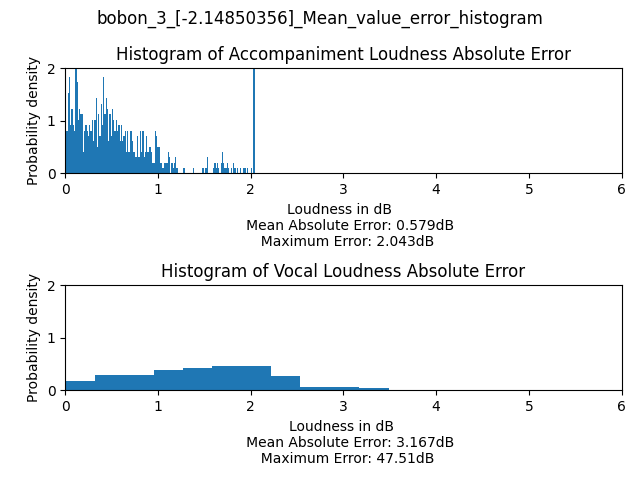 bobon_3_[-2.14850356]_Mean_value_error_histogram
Histogram of Accompaniment Loudness Absolute Error
Probability density
2
1
0
0 1 2 3 4 5 6
Loudness in dB
Mean Absolute Error: 0.579dB
Maximum Error: 2.043dB
Histogram of Vocal Loudness Absolute Error
Probability density
2
1
0
0 1 2 3 4 5 6
Loudness in dB
Mean Absolute Error: 3.167dB
Maximum Error: 47.51dB